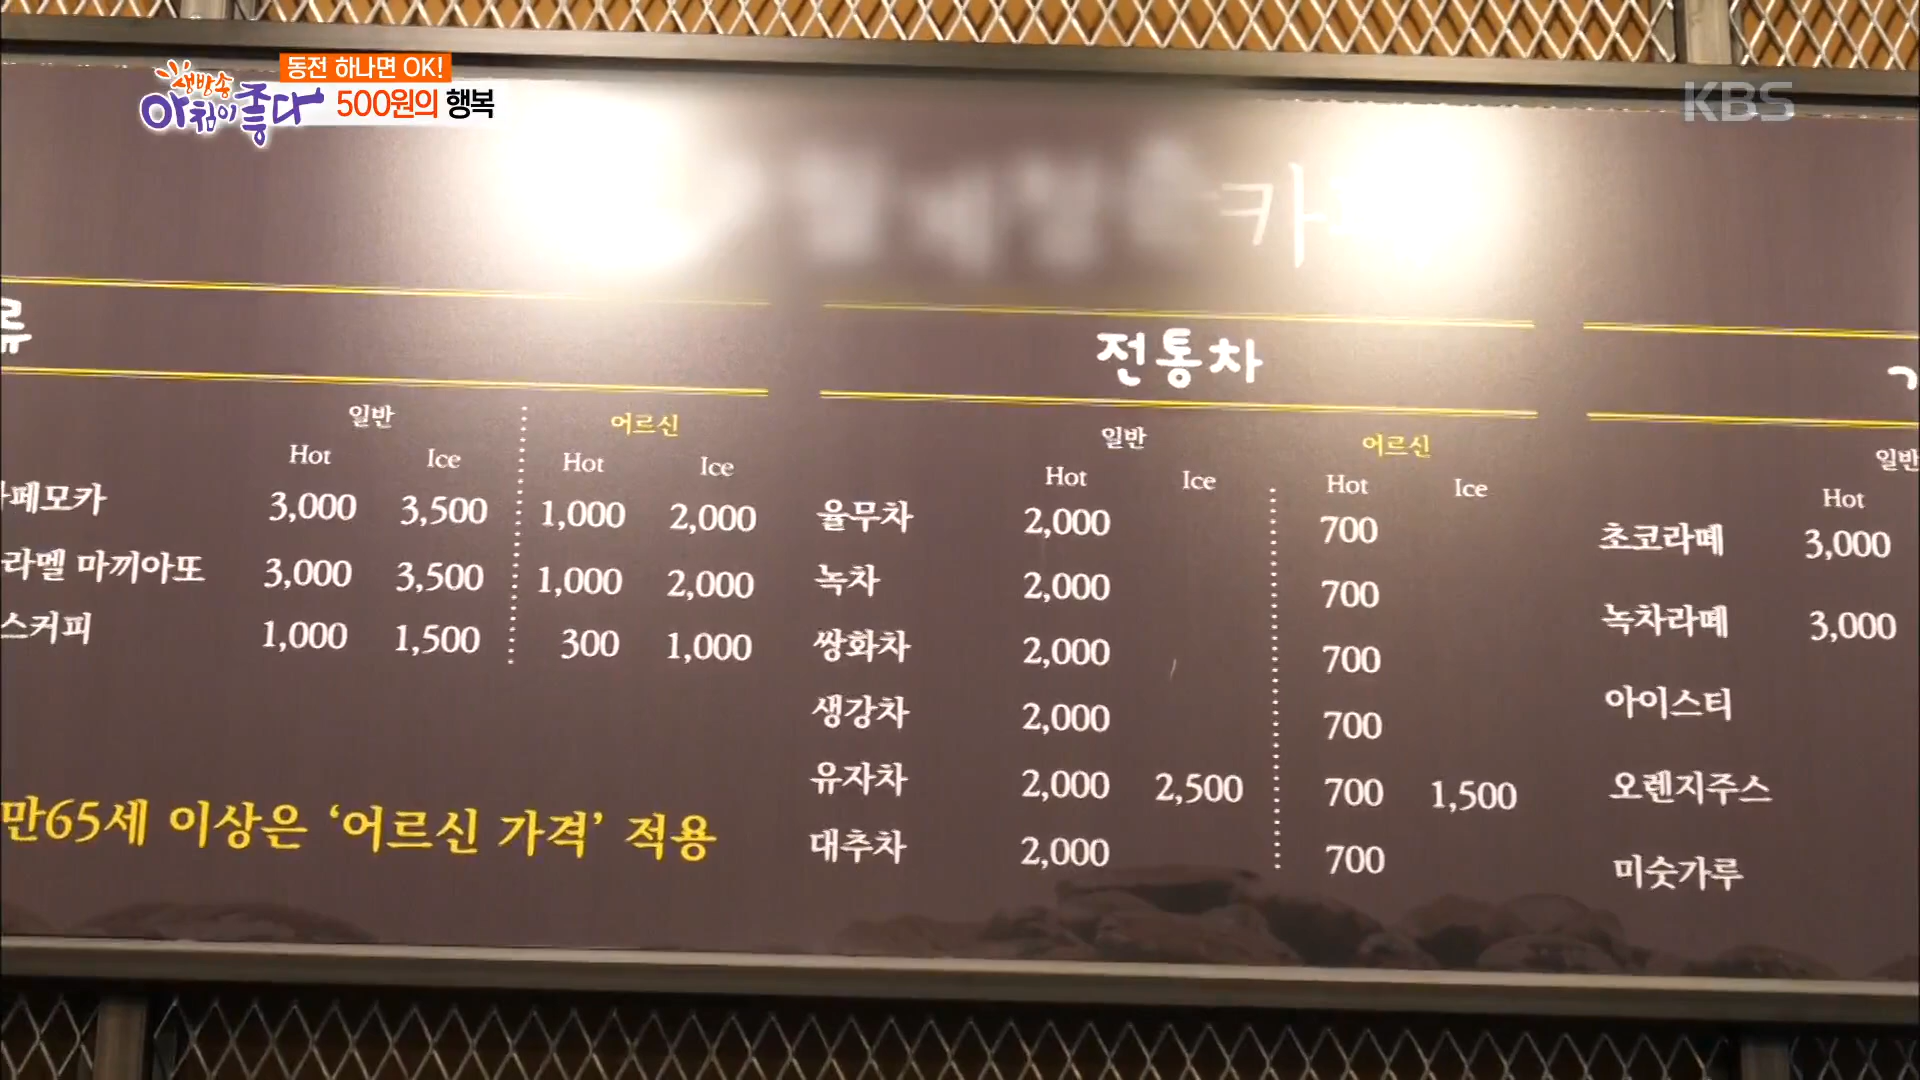 생방송 아침이 좋다
동전 하나면 OK!
500원의 행복
KBS
카
류
일반 어르신
Hot Ice Hot Ice
페모카 3,000 3,500 1,000 2,000
라멜 마끼아또 3,000 3,500 1,000 2,000
스커피 1,000 1,500 300 1,000
만65세 이상은 ‘어르신 가격’ 적용
전통차
일반 어르신
Hot Ice Hot Ice
율무차 2,000 700
녹차 2,000 700
쌍화차 2,000 700
생강차 2,000 700
유자차 2,000 2,500 700 1,500
대추차 2,000 700
일반
Hot
초코라떼 3,000
녹차라떼 3,000
아이스티
오렌지주스
미숫가루